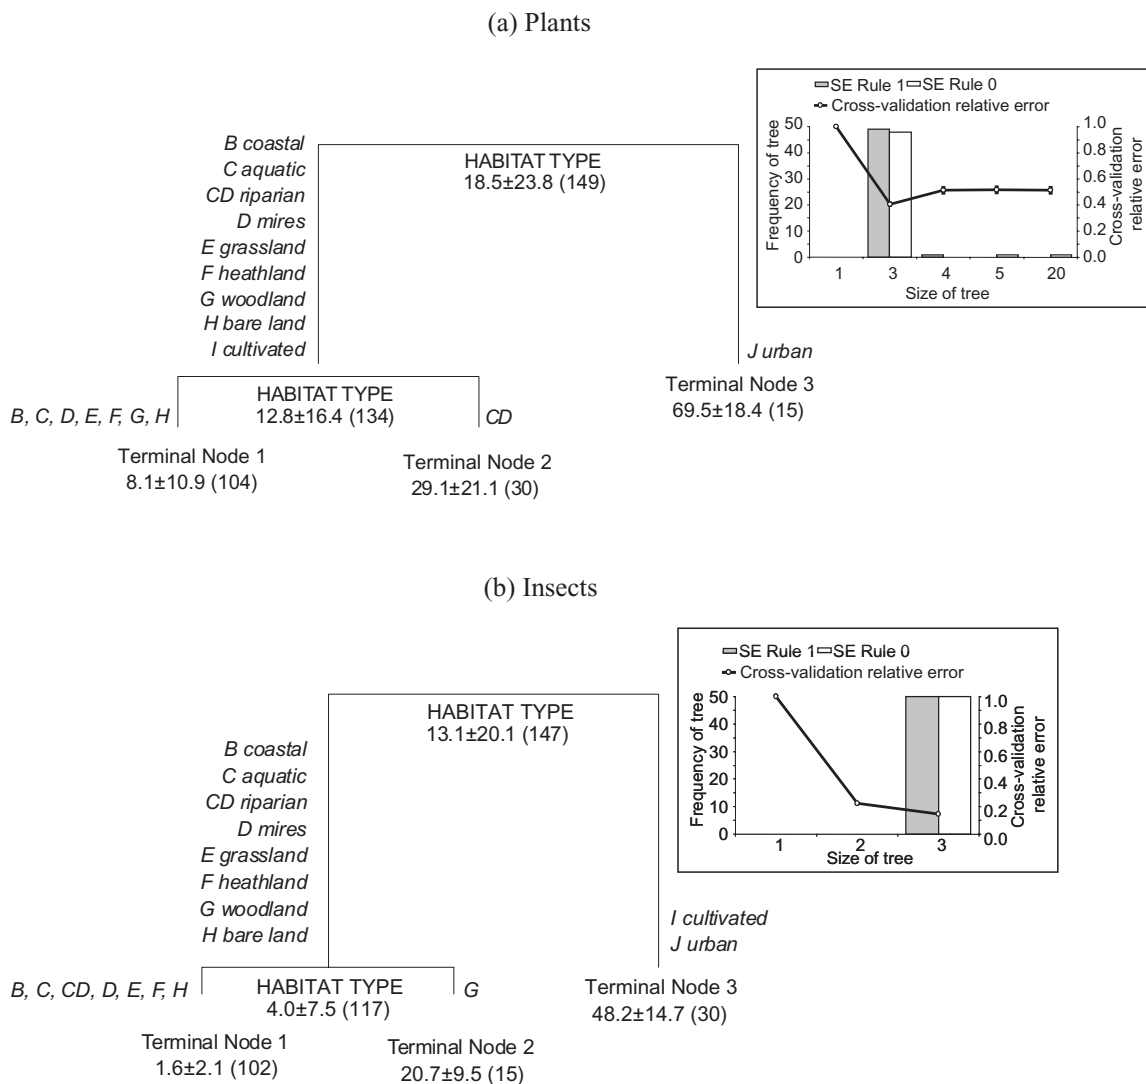 (a) Plants
SE Rule 1 SE Rule 0
Cross-validation relative error
Frequency of tree
50
40
30
20
10
0
1.0
0.8
0.6
0.4
0.2
0.0
Cross-validation
relative error
1 3 4 5 20
Size of tree
B coastal
C aquatic
CD riparian
D mires
E grassland
F heathland
G woodland
H bare land
I cultivated
HABITAT TYPE
18.5±23.8 (149)
J urban
Terminal Node 3
69.5±18.4 (15)
B, C, D, E, F, G, H
HABITAT TYPE
12.8±16.4 (134)
CD
Terminal Node 1
8.1±10.9 (104)
Terminal Node 2
29.1±21.1 (30)
(b) Insects
SE Rule 1 SE Rule 0
Cross-validation relative error
Frequency of tree
50
40
30
20
10
0
1.0
0.8
0.6
0.4
0.2
0.0
Cross-validation
relative error
1 2 3
Size of tree
HABITAT TYPE
13.1±20.1 (147)
B coastal
C aquatic
CD riparian
D mires
E grassland
F heathland
G woodland
H bare land
I cultivated
J urban
Terminal Node 3
48.2±14.7 (30)
B, C, CD, D, E, F, H
HABITAT TYPE
4.0±7.5 (117)
G
Terminal Node 1
1.6±2.1 (102)
Terminal Node 2
20.7±9.5 (15)